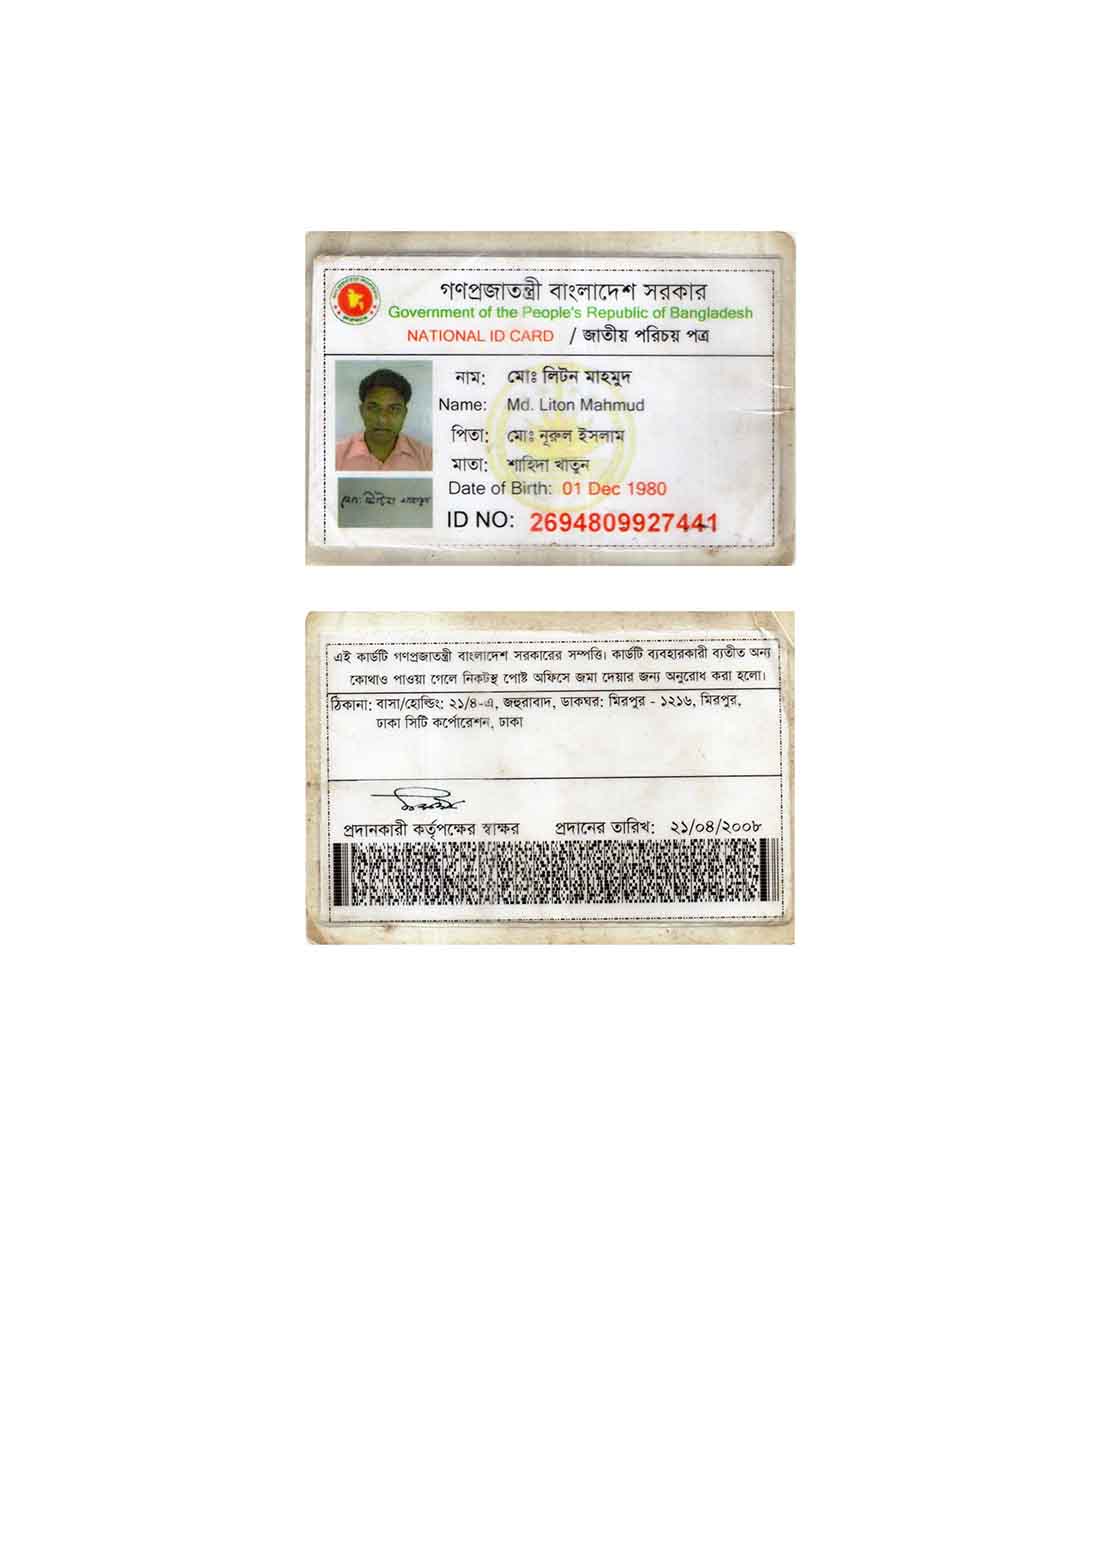 গণপ্রজাতন্ত্রী বাংলাদেশ সরকার
Government of the People's Republic of Bangladesh
NATIONAL ID CARD / জাতীয় পরিচয় পত্র
নাম: মোঃ লিটন মাহমুদ
Name: Md. Liton Mahmud
পিতা: মোঃ নূরুল ইসলাম
মাতা: শাহিদা খাতুন
Date of Birth: 01 Dec 1980
ID NO: 2694809927441
এই কার্ডটি গণপ্রজাতন্ত্রী বাংলাদেশ সরকারের সম্পত্তি। কার্ডটি ব্যবহারকারী ব্যতীত অন্য
কোথাও পাওয়া গেলে নিকটস্থ পোষ্ট অফিসে জমা দেয়ার জন্য অনুরোধ করা হলো।
ঠিকানা: বাসা/হোল্ডিং: ২১/৪-এ, জহুরাবাদ, ডাকঘর: মিরপুর - ১২১৬, মিরপুর,
ঢাকা সিটি কর্পোরেশন, ঢাকা
প্রদানকারী কর্তৃপক্ষের স্বাক্ষর প্রদানের তারিখ: ২১/০৪/২০০৮